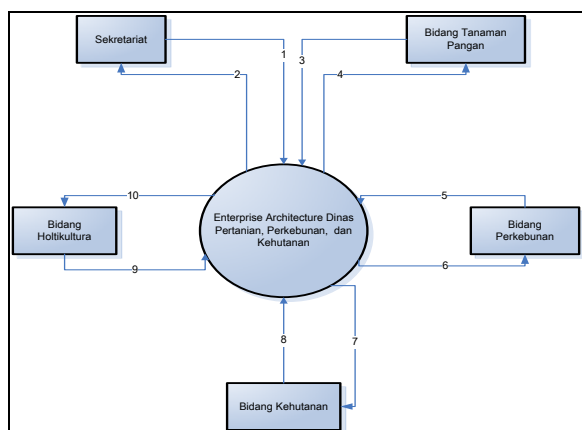 Sekretariat
Bidang Tanaman
Pangan
1
3
2
4
10
5
Bidang
Holtikultura
Enterprise Architecture Dinas
Pertanian, Perkebunan, dan
Kehutanan
Bidang
Perkebunan
9
6
8
7
Bidang Kehutanan